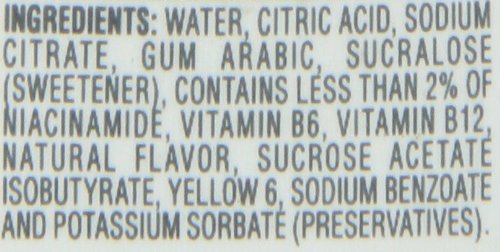 INGREDIENTS: WATER, CITRIC ACID, SODIUM
CITRATE, GUM ARABIC, SUCRALOSE
(SWEETENER), CONTAINS LESS THAN 2% OF
NIACINAMIDE, VITAMIN B6, VITAMIN B12,
NATURAL FLAVOR, SUCROSE ACETATE
ISOBUTYRATE, YELLOW 6, SODIUM BENZOATE
AND POTASSIUM SORBATE (PRESERVATIVES).